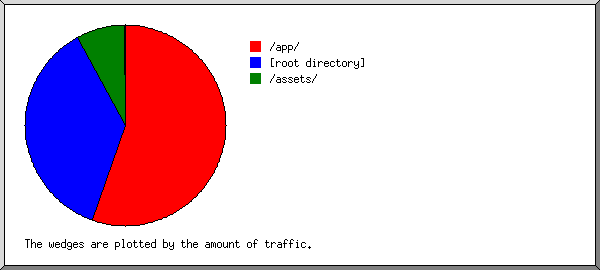 /app/
[root directory]
/assets/
The wedges are plotted by the amount of traffic.